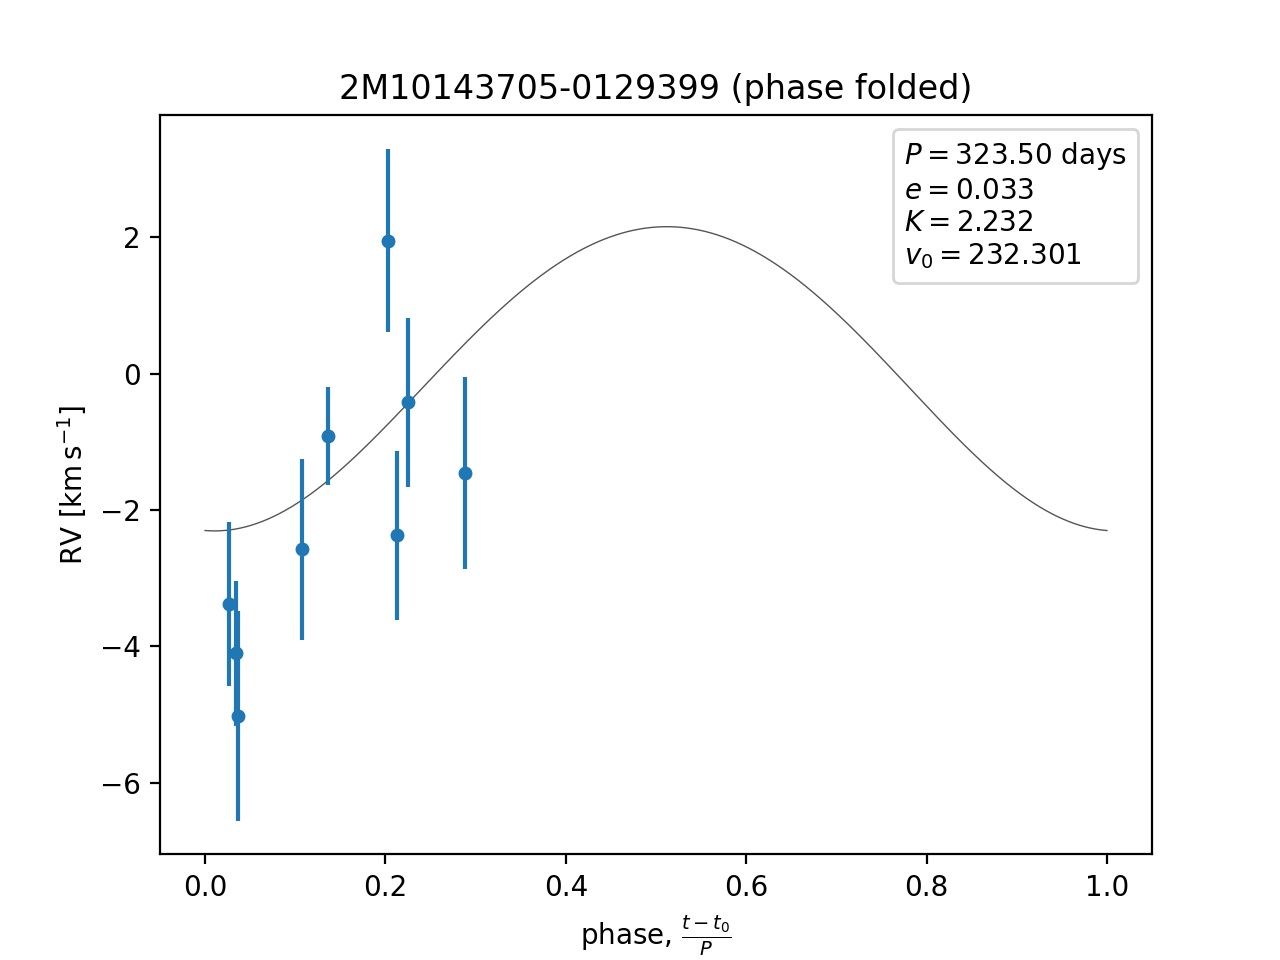 2M10143705-0129399 (phase folded)
P = 323.50 days
e = 0.033
K = 2.232
v₀ = 232.301
RV [km s⁻¹]
2
0
−2
−4
−6
0.0 0.2 0.4 0.6 0.8 1.0
phase, (t − t₀)/P